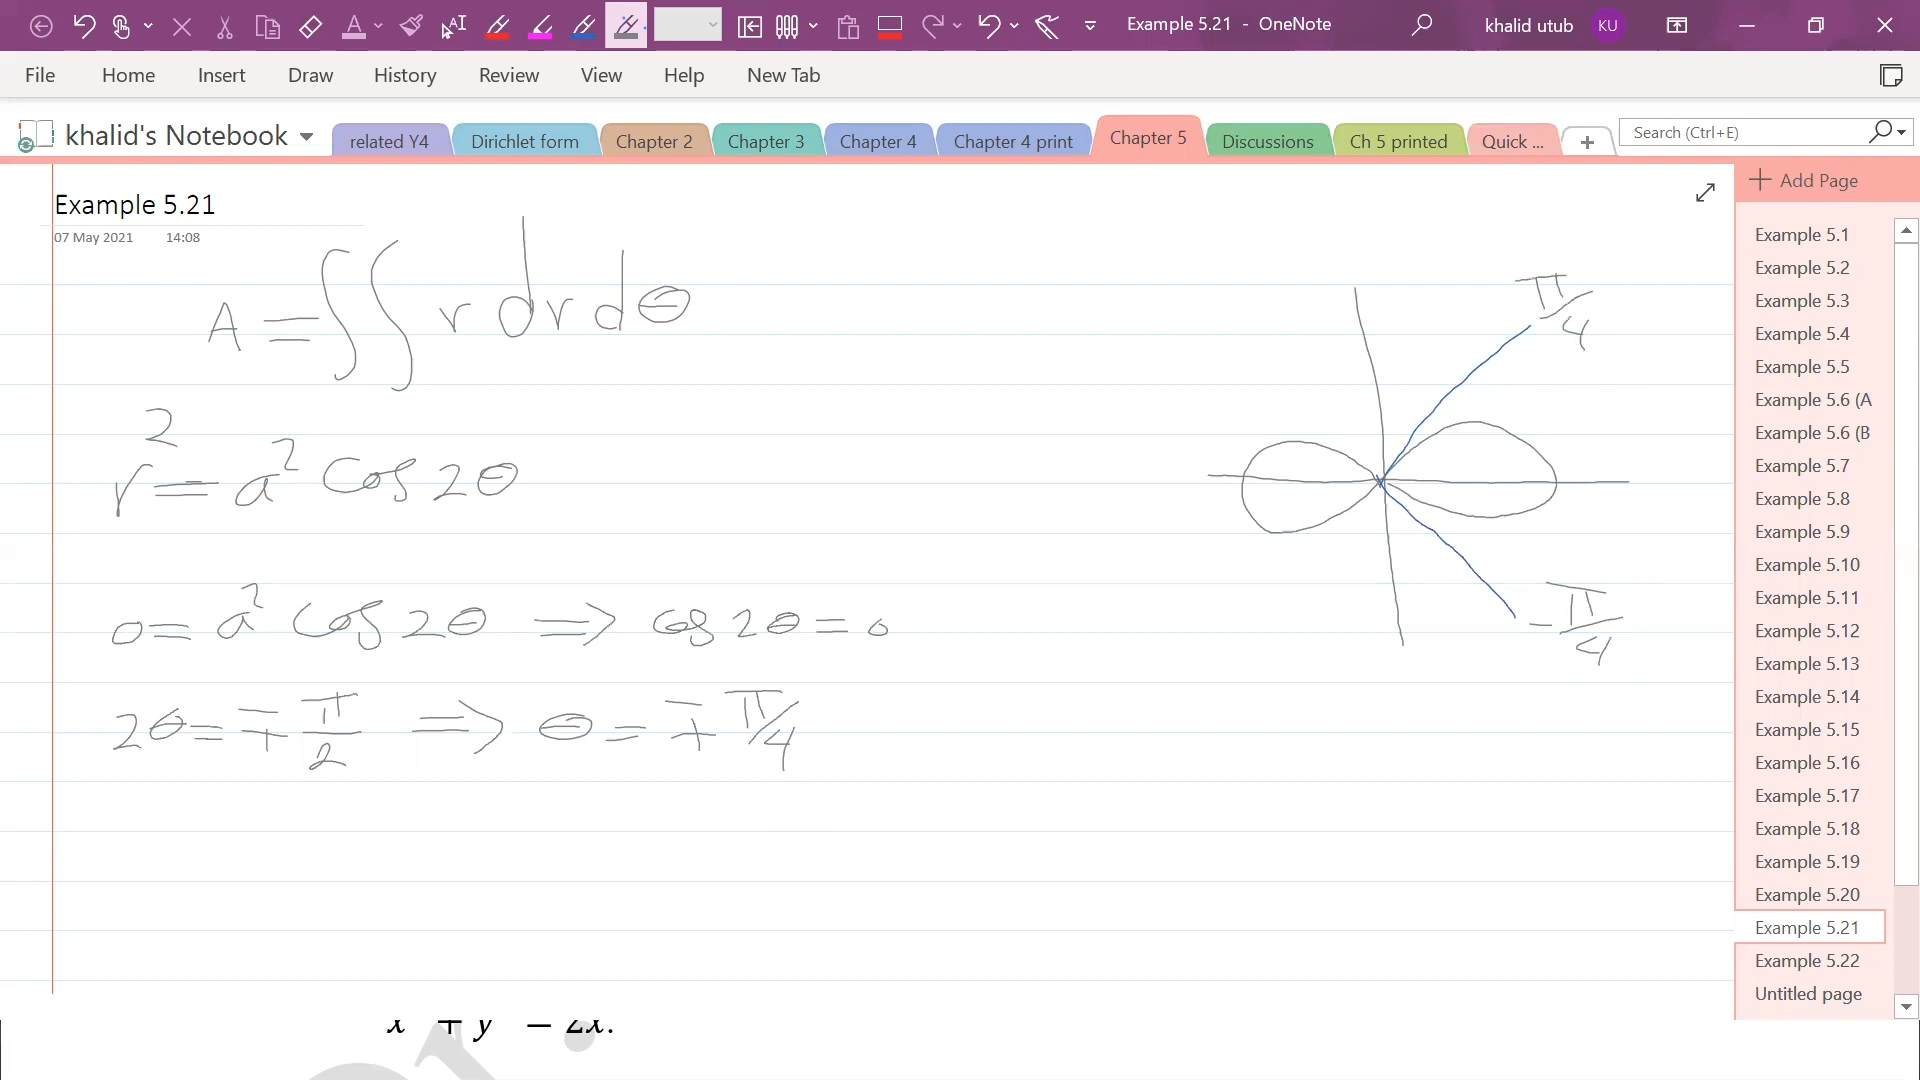 Example 5.21 - OneNote
khalid utub KU
File Home Insert Draw History Review View Help New Tab
khalid's Notebook
related Y4 Dirichlet form Chapter 2 Chapter 3 Chapter 4 Chapter 4 print Chapter 5 Discussions Ch 5 printed Quick ... +
Search (Ctrl+E)
Add Page
Example 5.21
07 May 2021 14:08
A = ∫∫ r dr dθ
r² = a² cos 2θ
0 = a² cos 2θ ⇒ cos 2θ = 0
2θ = ∓ π/2 ⇒ θ = ∓ π/4
π/4
-π/4
Example 5.1
Example 5.2
Example 5.3
Example 5.4
Example 5.5
Example 5.6 (A
Example 5.6 (B
Example 5.7
Example 5.8
Example 5.9
Example 5.10
Example 5.11
Example 5.12
Example 5.13
Example 5.14
Example 5.15
Example 5.16
Example 5.17
Example 5.18
Example 5.19
Example 5.20
Example 5.21
Example 5.22
Untitled page